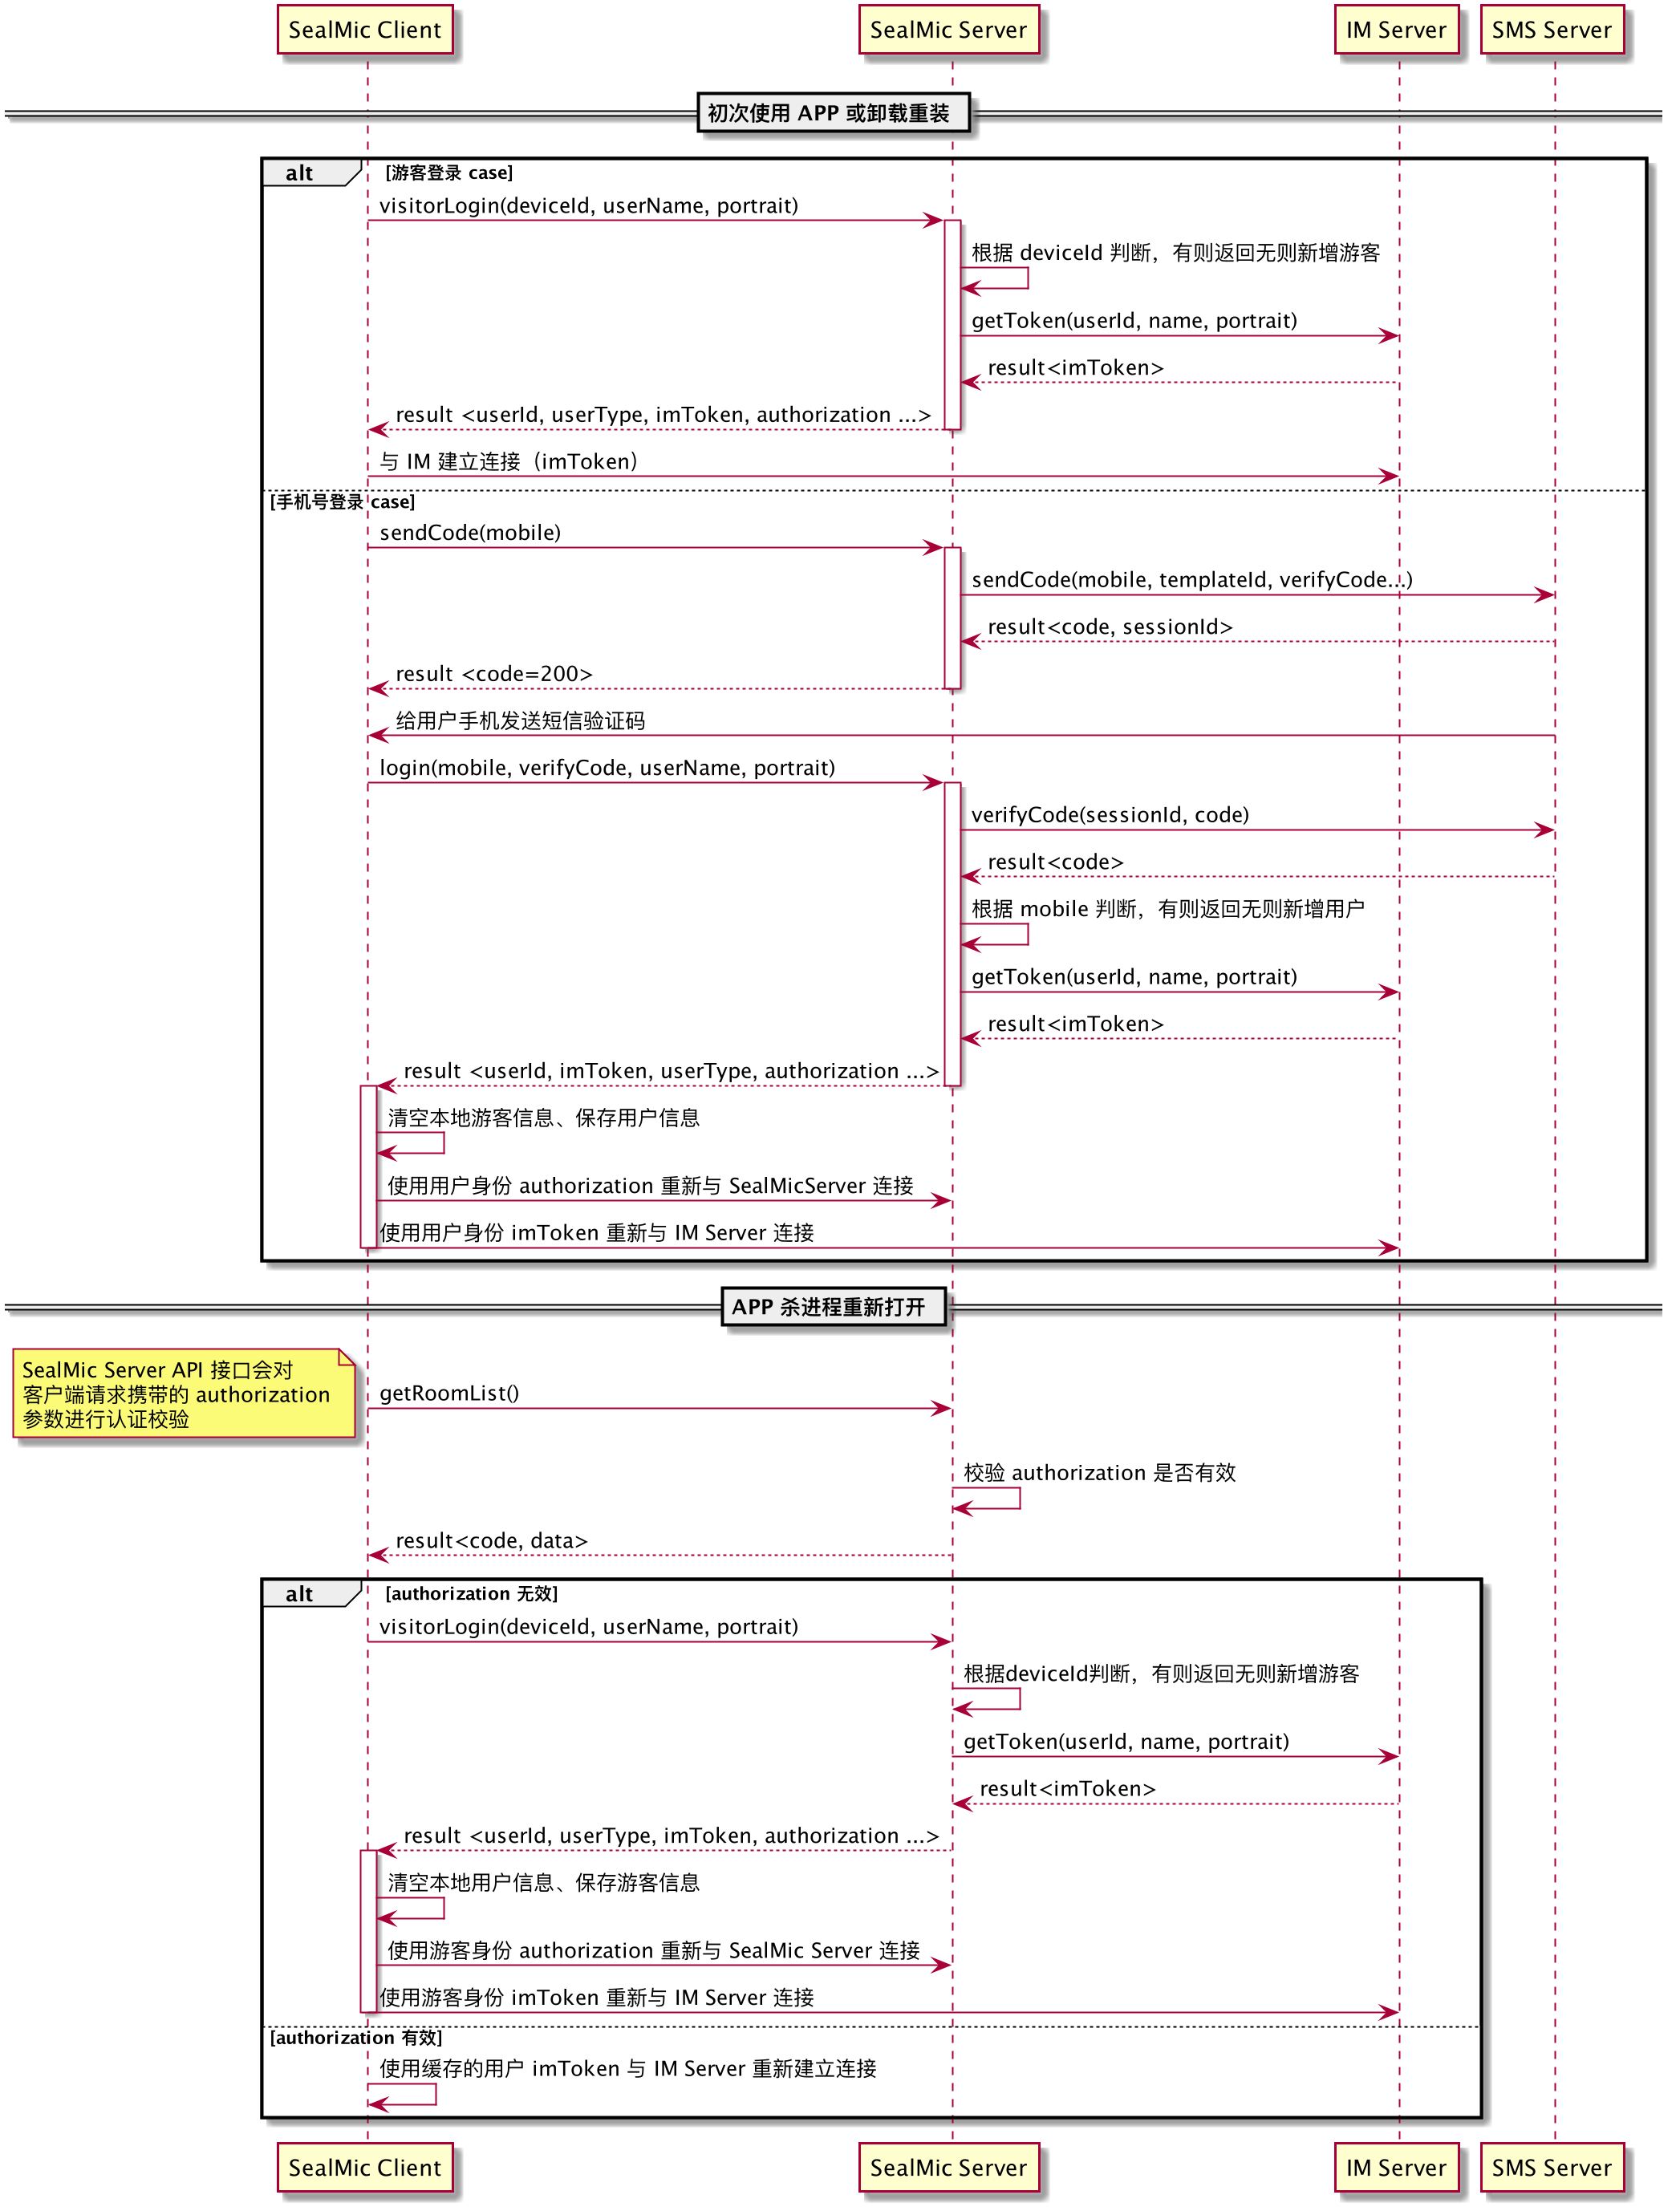 SealMic Client
SealMic Server
IM Server
SMS Server
初次使用 APP 或卸载重装
alt
[游客登录 case]
visitorLogin(deviceId, userName, portrait)
根据 deviceId 判断，有则返回无则新增游客
getToken(userId, name, portrait)
result<imToken>
result <userId, userType, imToken, authorization ...>
与 IM 建立连接（imToken）
[手机号登录 case]
sendCode(mobile)
sendCode(mobile, templateId, verifyCode...)
result<code, sessionId>
result <code=200>
给用户手机发送短信验证码
login(mobile, verifyCode, userName, portrait)
verifyCode(sessionId, code)
result<code>
根据 mobile 判断，有则返回无则新增用户
getToken(userId, name, portrait)
result<imToken>
result <userId, imToken, userType, authorization ...>
清空本地游客信息、保存用户信息
使用用户身份 authorization 重新与 SealMicServer 连接
使用用户身份 imToken 重新与 IM Server 连接
APP 杀进程重新打开
SealMic Server API 接口会对
客户端请求携带的 authorization
参数进行认证校验
getRoomList()
校验 authorization 是否有效
result<code, data>
alt
[authorization 无效]
visitorLogin(deviceId, userName, portrait)
根据deviceId判断，有则返回无则新增游客
getToken(userId, name, portrait)
result<imToken>
result <userId, userType, imToken, authorization ...>
清空本地用户信息、保存游客信息
使用游客身份 authorization 重新与 SealMic Server 连接
使用游客身份 imToken 重新与 IM Server 连接
[authorization 有效]
使用缓存的用户 imToken 与 IM Server 重新建立连接
SealMic Client
SealMic Server
IM Server
SMS Server